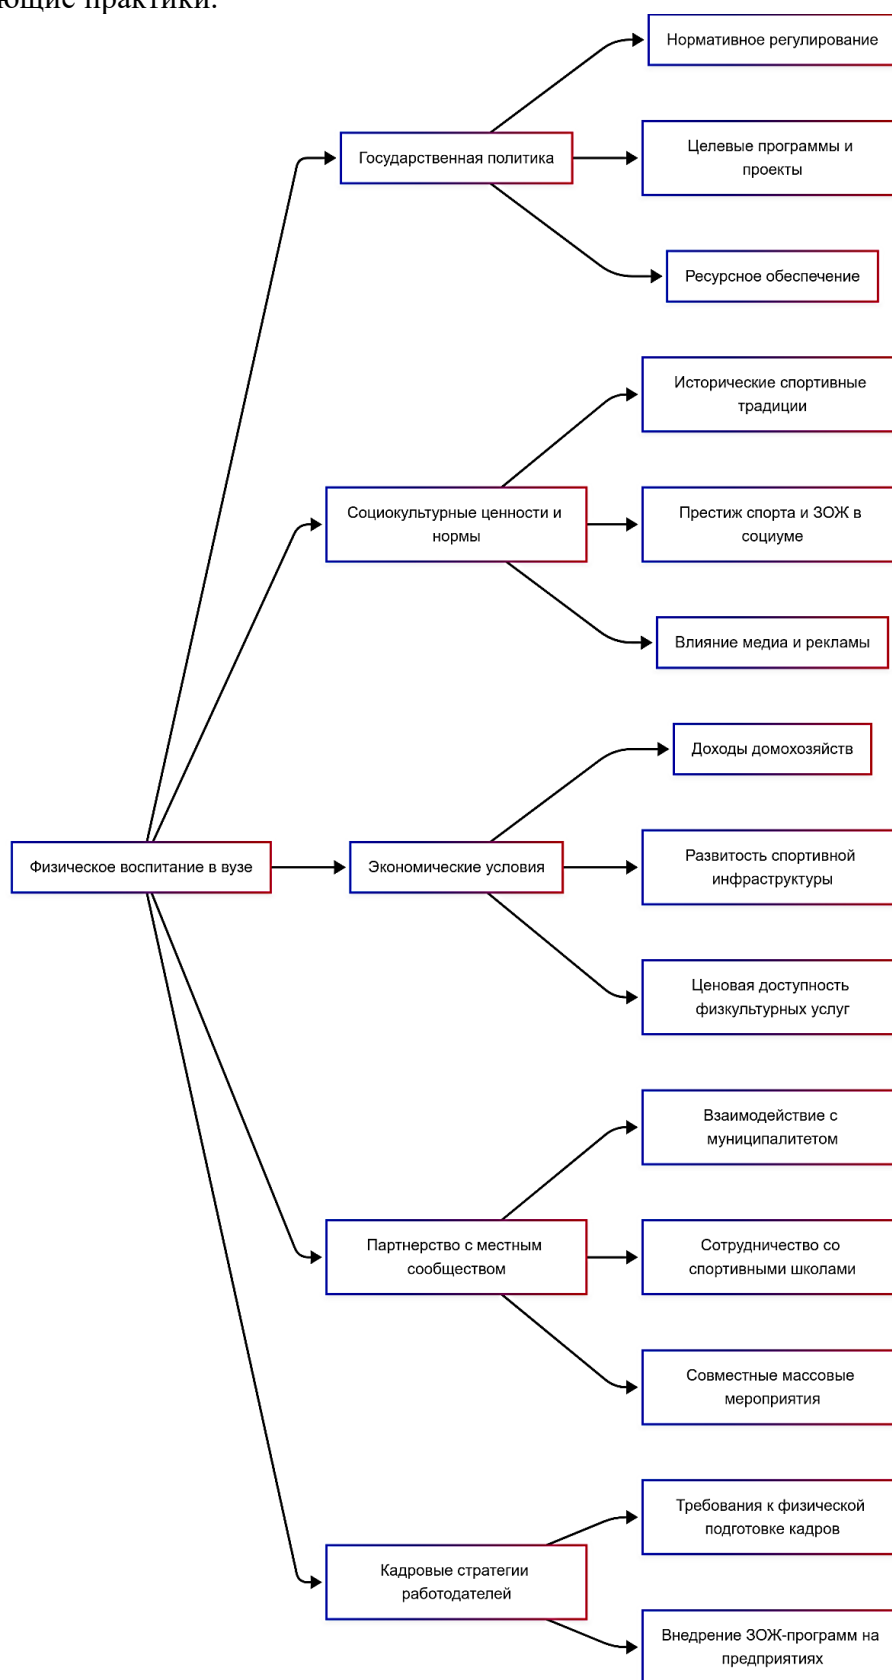 ющие практики.
Нормативное регулирование
Государственная политика
Целевые программы и
проекты
Ресурсное обеспечение
Исторические спортивные
традиции
Социокультурные ценности и
нормы
Престиж спорта и ЗОЖ в
социуме
Влияние медиа и рекламы
Доходы домохозяйств
Физическое воспитание в вузе
Экономические условия
Развитость спортивной
инфраструктуры
Ценовая доступность
физкультурных услуг
Взаимодействие с
муниципалитетом
Партнерство с местным
сообществом
Сотрудничество со
спортивными школами
Совместные массовые
мероприятия
Требования к физической
подготовке кадров
Кадровые стратегии
работодателей
Внедрение ЗОЖ-программ на
предприятиях